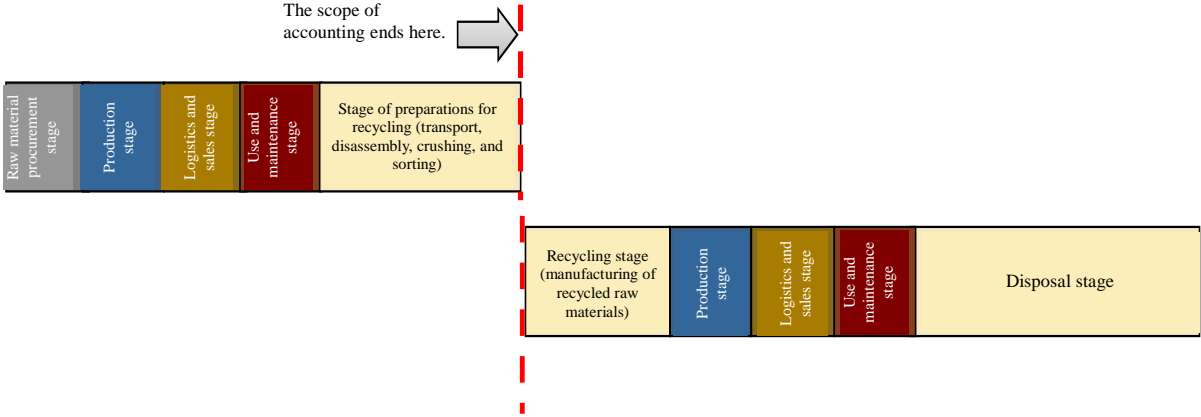 The scope of
accounting ends here.
Raw material
procurement
stage
Production
stage
Logistics and
sales stage
Use and
maintenance
stage
Stage of preparations for
recycling (transport,
disassembly, crushing, and
sorting)
Recycling stage
(manufacturing of
recycled raw
materials)
Production
stage
Logistics and
sales stage
Use and
maintenance
stage
Disposal stage